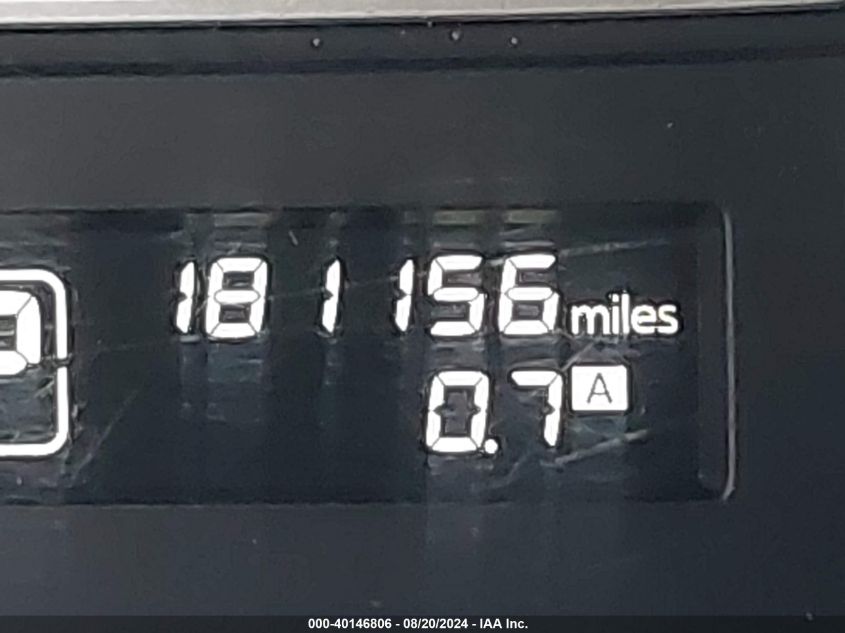 181156 miles
0.7 A
000-40146806 - 08/20/2024 - IAA Inc.